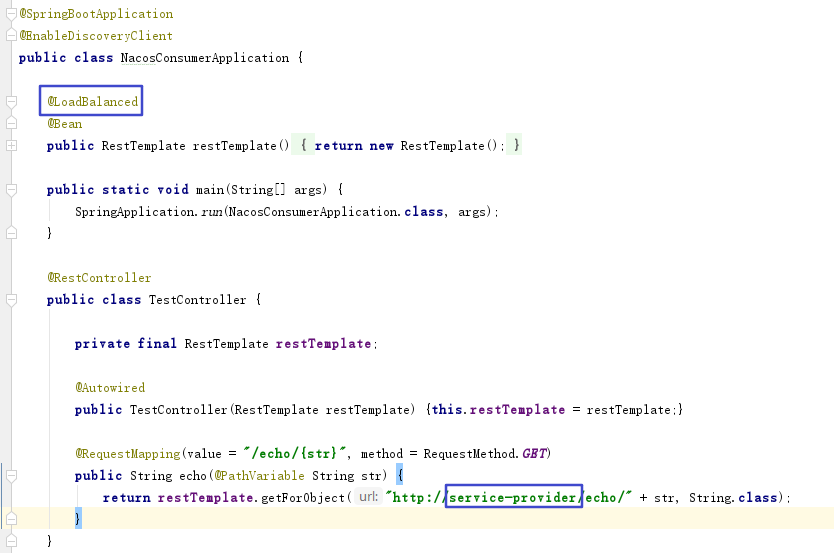 @SpringBootApplication
@EnableDiscoveryClient
public class NacosConsumerApplication {
@LoadBalanced
@Bean
public RestTemplate restTemplate() { return new RestTemplate(); }
public static void main(String[] args) {
SpringApplication.run(NacosConsumerApplication.class, args);
}
@RestController
public class TestController {
private final RestTemplate restTemplate;
@Autowired
public TestController(RestTemplate restTemplate) {this.restTemplate = restTemplate;}
@RequestMapping(value = "/echo/{str}", method = RequestMethod.GET)
public String echo(@PathVariable String str) {
return restTemplate.getForObject( url: "http://service-provider/echo/" + str, String.class);
}
}